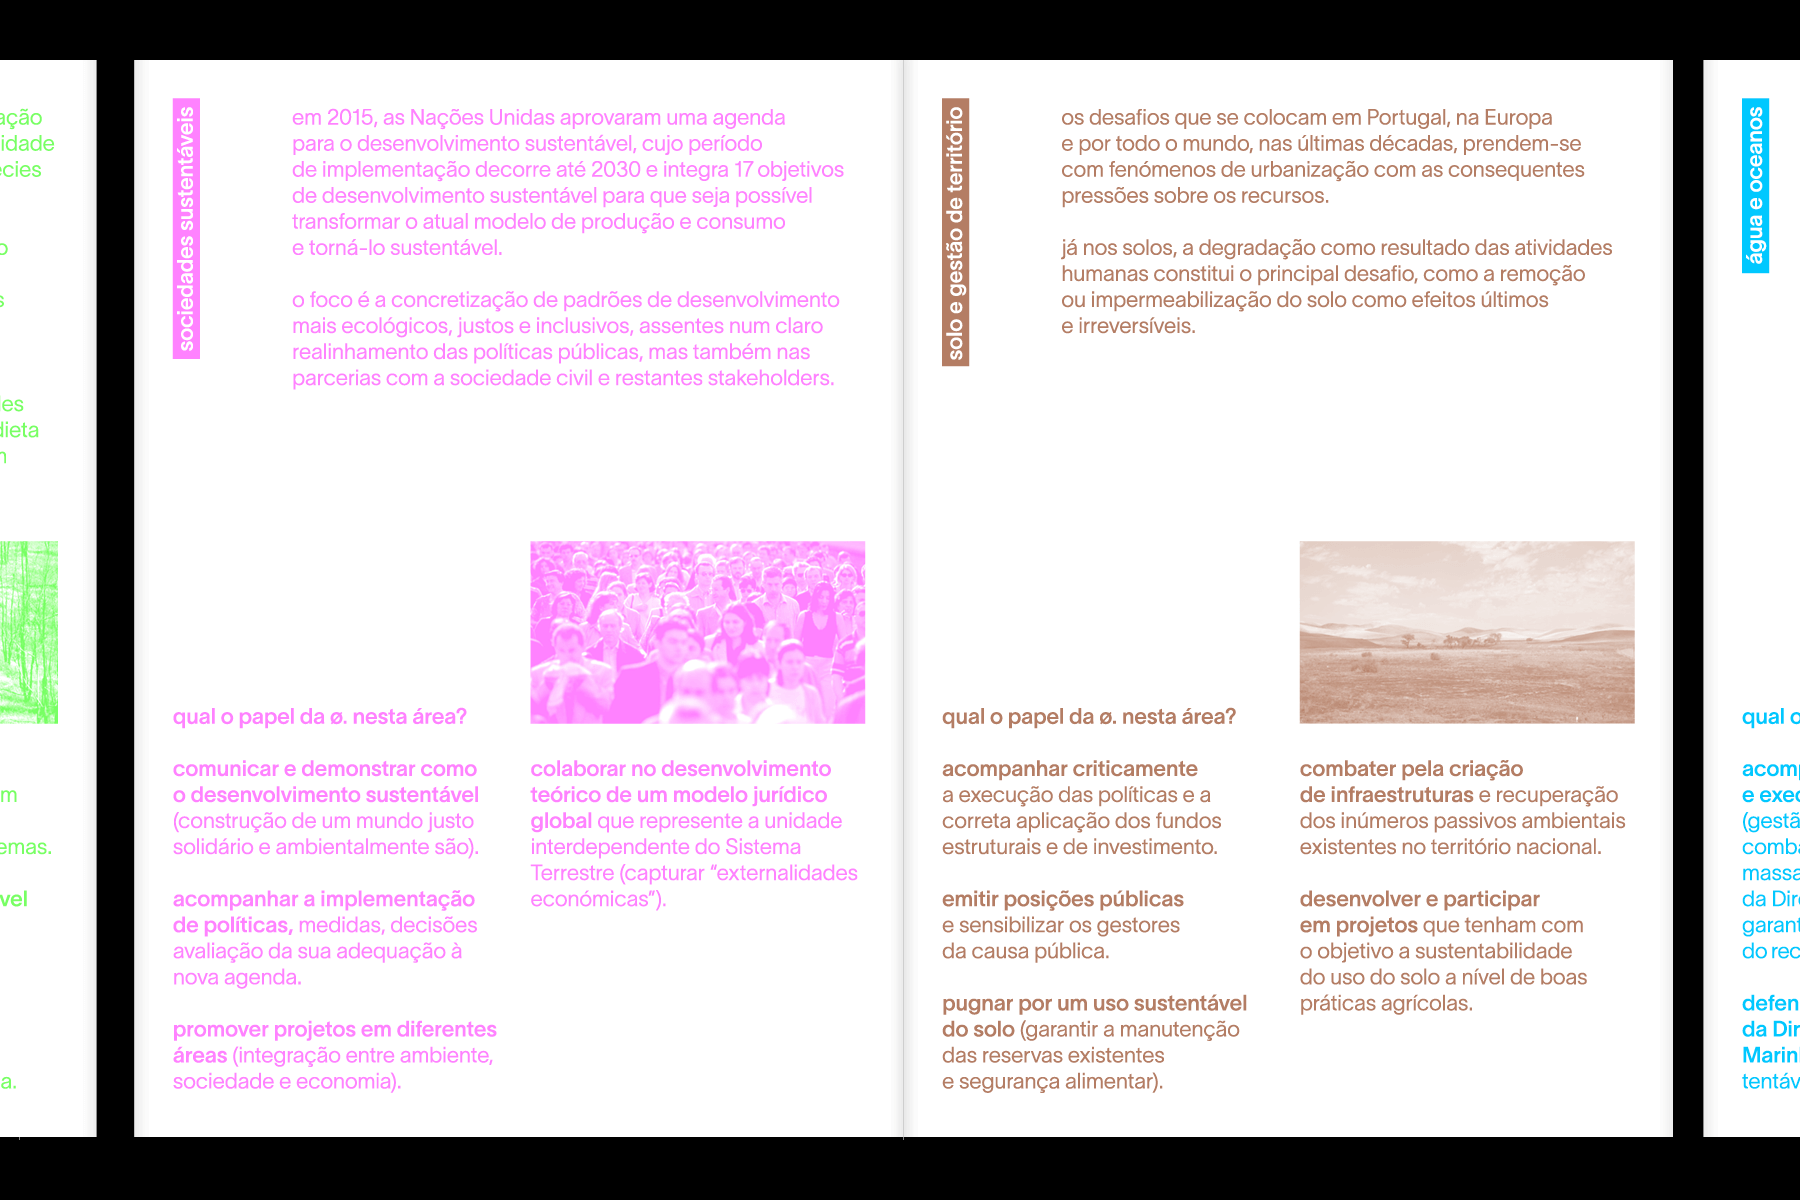 ação
idade
écies
o
s
les
dieta
m
m
emas.
vel
a.
sociedades sustentáveis
em 2015, as Nações Unidas aprovaram uma agenda
para o desenvolvimento sustentável, cujo período
de implementação decorre até 2030 e integra 17 objetivos
de desenvolvimento sustentável para que seja possível
transformar o atual modelo de produção e consumo
e torná-lo sustentável.
o foco é a concretização de padrões de desenvolvimento
mais ecológicos, justos e inclusivos, assentes num claro
realinhamento das políticas públicas, mas também nas
parcerias com a sociedade civil e restantes stakeholders.
qual o papel da ø. nesta área?
comunicar e demonstrar como
o desenvolvimento sustentável
(construção de um mundo justo
solidário e ambientalmente são).
acompanhar a implementação
de políticas, medidas, decisões
avaliação da sua adequação à
nova agenda.
promover projetos em diferentes
áreas (integração entre ambiente,
sociedade e economia).
colaborar no desenvolvimento
teórico de um modelo jurídico
global que represente a unidade
interdependente do Sistema
Terrestre (capturar “externalidades
económicas“).
solo e gestão de território
os desafios que se colocam em Portugal, na Europa
e por todo o mundo, nas últimas décadas, prendem-se
com fenómenos de urbanização com as consequentes
pressões sobre os recursos.
já nos solos, a degradação como resultado das atividades
humanas constitui o principal desafio, como a remoção
ou impermeabilização do solo como efeitos últimos
e irreversíveis.
qual o papel da ø. nesta área?
acompanhar criticamente
a execução das políticas e a
correta aplicação dos fundos
estruturais e de investimento.
emitir posições públicas
e sensibilizar os gestores
da causa pública.
pugnar por um uso sustentável
do solo (garantir a manutenção
das reservas existentes
e segurança alimentar).
combater pela criação
de infraestruturas e recuperação
dos inúmeros passivos ambientais
existentes no território nacional.
desenvolver e participar
em projetos que tenham com
o objetivo a sustentabilidade
do uso do solo a nível de boas
práticas agrícolas.
água e oceanos
qual o
acomp
e exec
(gestã
comba
massa
da Dire
garant
do rec
defen
da Dir
Marin
tentáv